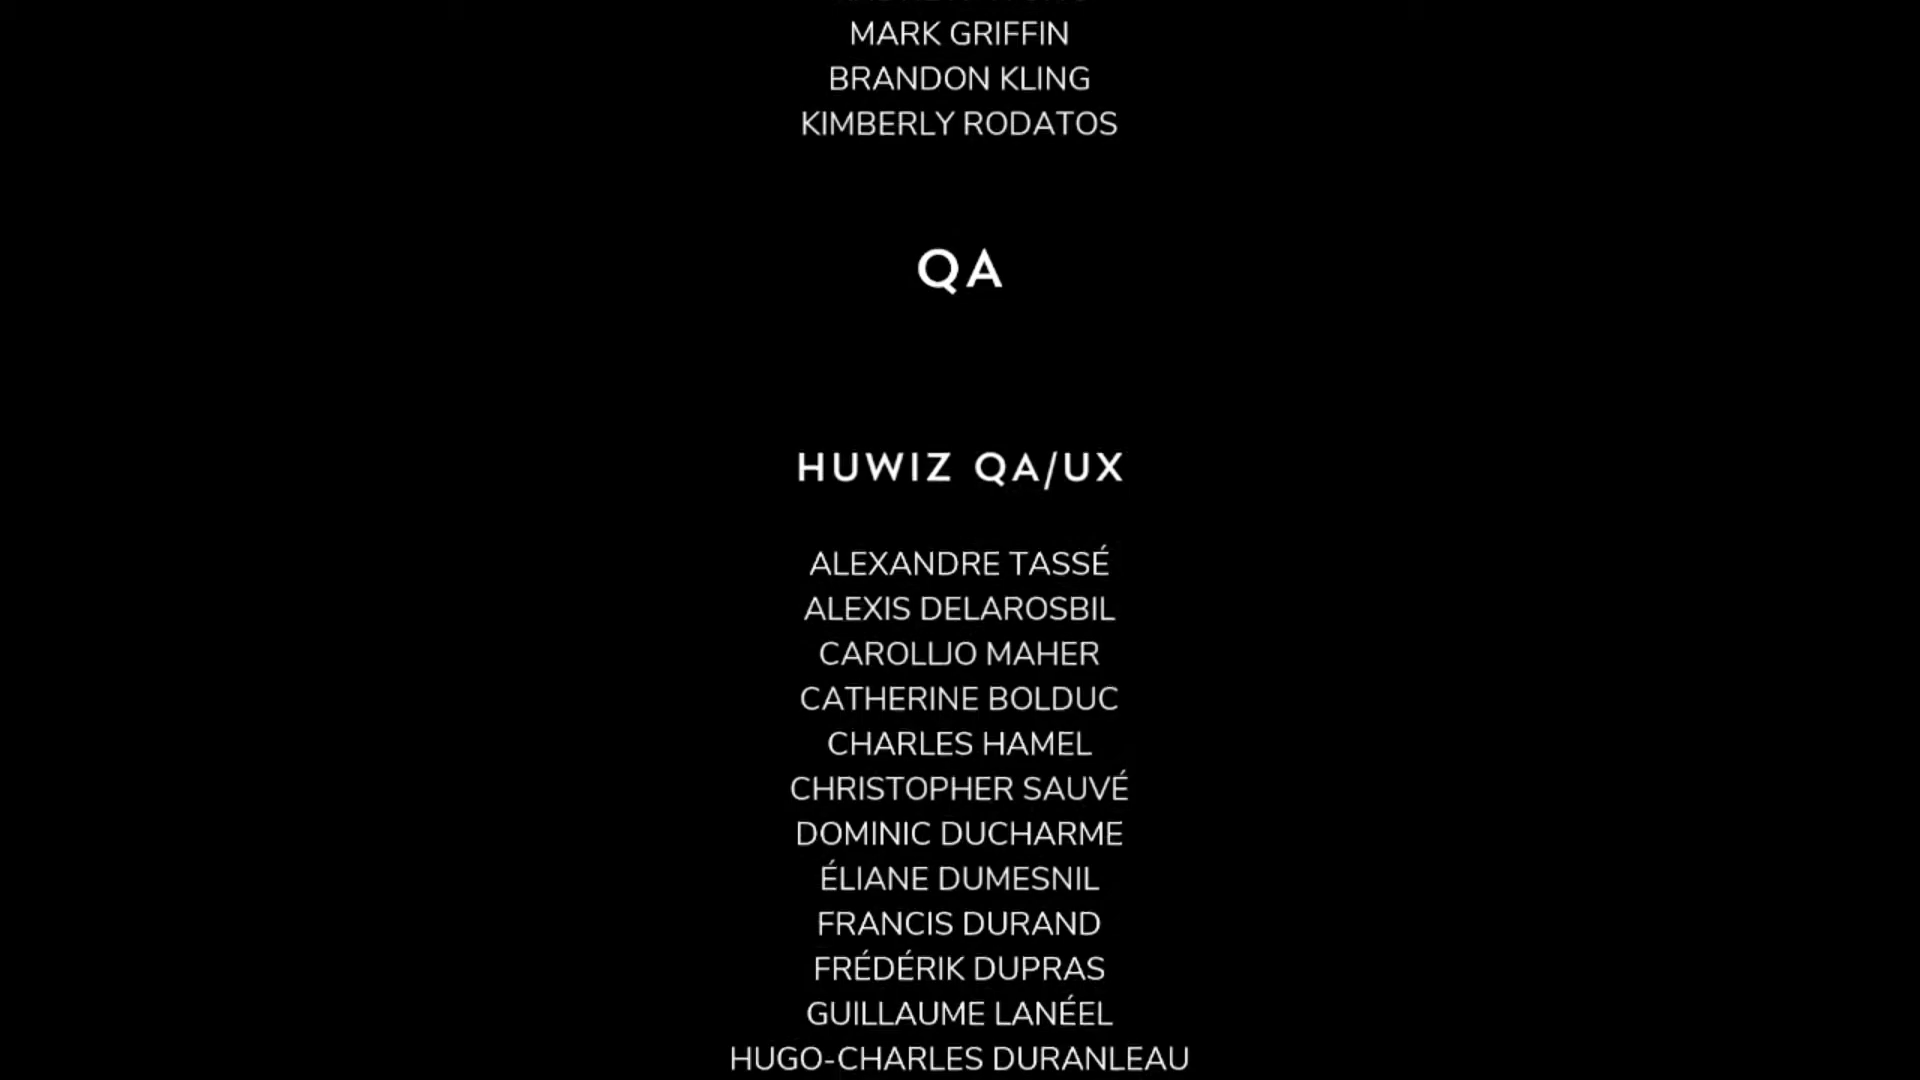 MARK GRIFFIN
BRANDON KLING
KIMBERLY RODATOS
QA
HUWIZ QA/UX
ALEXANDRE TASSÉ
ALEXIS DELAROSBIL
CAROLLJO MAHER
CATHERINE BOLDUC
CHARLES HAMEL
CHRISTOPHER SAUVÉ
DOMINIC DUCHARME
ÉLIANE DUMESNIL
FRANCIS DURAND
FRÉDÉRIK DUPRAS
GUILLAUME LANÉEL
HUGO-CHARLES DURANLEAU